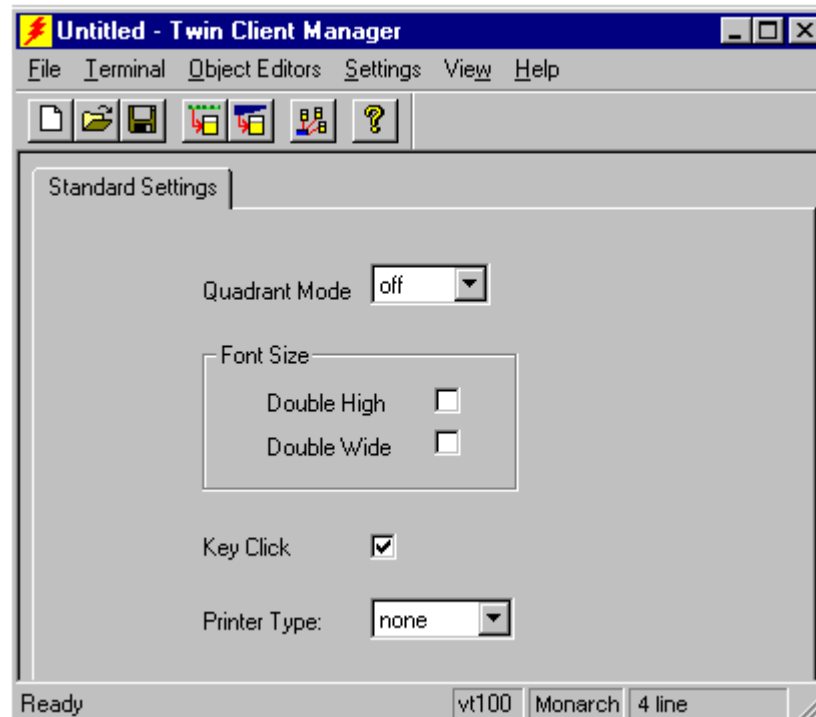 Untitled - Twin Client Manager
File Terminal Object Editors Settings View Help
Standard Settings
Quadrant Mode off
Font Size
Double High
Double Wide
Key Click
Printer Type: none
Ready vt100 Monarch 4 line